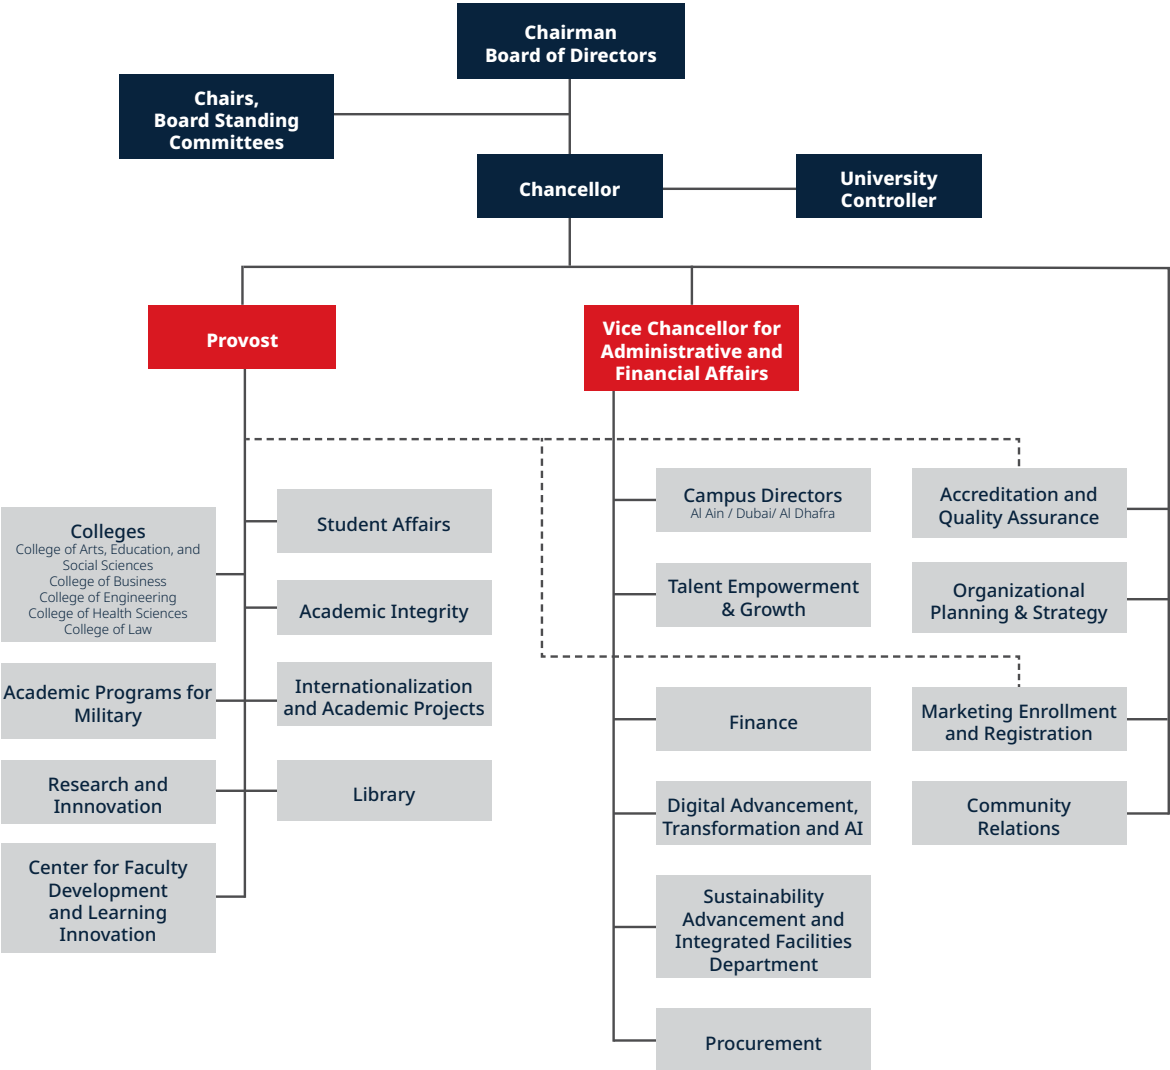 Chairman
Board of Directors
Chairs,
Board Standing
Committees
Chancellor
University
Controller
Provost
Vice Chancellor for
Administrative and
Financial Affairs
Colleges
College of Arts, Education, and
Social Sciences
College of Business
College of Engineering
College of Health Sciences
College of Law
Academic Programs for
Military
Research and
Innnovation
Center for Faculty
Development
and Learning
Innovation
Student Affairs
Academic Integrity
Internationalization
and Academic Projects
Library
Campus Directors
Al Ain / Dubai/ Al Dhafra
Talent Empowerment
& Growth
Finance
Digital Advancement,
Transformation and AI
Sustainability
Advancement and
Integrated Facilities
Department
Procurement
Accreditation and
Quality Assurance
Organizational
Planning & Strategy
Marketing Enrollment
and Registration
Community
Relations